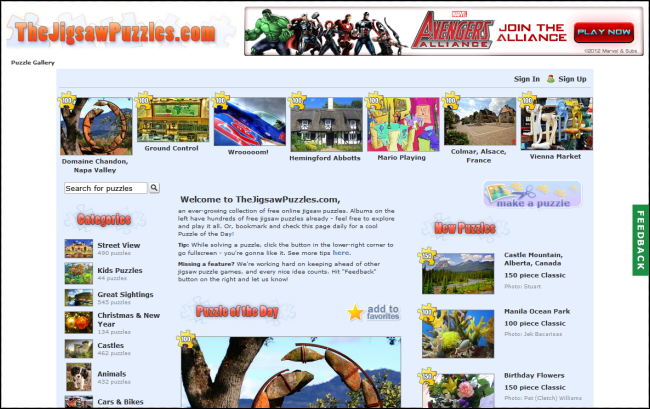 TheJigsawPuzzles.com
MARVEL
AVENGERS
ALLIANCE
JOIN THE
ALLIANCE
PLAY NOW
©2012 Marvel & Subs
Puzzle Gallery
Sign In
Sign Up
100
100
100
100
100
100
100
Domaine Chandon,
Napa Valley
Ground Control
Wrooooom!
Hemingford Abbotts
Mario Playing
Colmar, Alsace,
France
Vienna Market
Search for puzzles
Categories
Street View
490 puzzles
Kids Puzzles
44 puzzles
Great Sightings
545 puzzles
Christmas & New
Year
134 puzzles
Castles
462 puzzles
Animals
432 puzzles
Cars & Bikes
Welcome to TheJigsawPuzzles.com,
an ever-growing collection of free online jigsaw puzzles. Albums on
the left have hundreds of free jigsaw puzzles already - feel free to explore
and play it all. Or, bookmark and check this page daily for a cool
Puzzle of the Day!
Tip: While solving a puzzle, click the button in the lower-right corner to
go fullscreen - you're gonna like it. See more tips here.
Missing a feature? We're working hard on keeping ahead of other
jigsaw puzzle games, and every nice idea counts. Hit "Feedback"
button on the right and let us know!
Puzzle of the Day
add to
favorites
100
make a puzzle
New Puzzles
150
Castle Mountain,
Alberta, Canada
150 piece Classic
Photo: Stuart
100
Manila Ocean Park
100 piece Classic
Photo: Jek Bacarisas
150
Birthday Flowers
150 piece Classic
Photo: Pat (Cletch) Williams
FEEDBACK